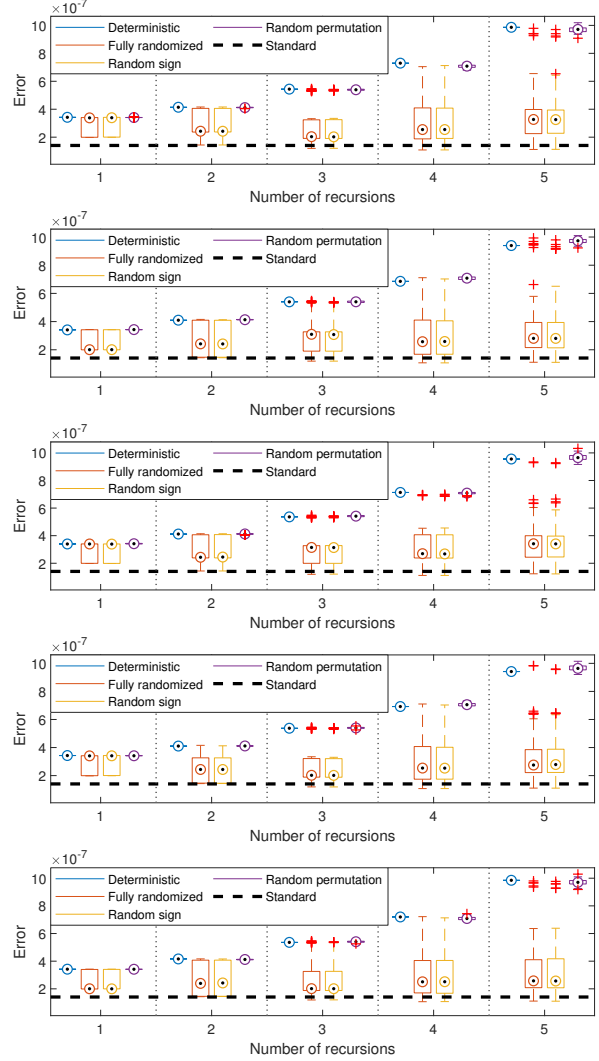 ×10-7
Deterministic Random permutation
Fully randomized Standard
Random sign
10
8
6
4
2
Error
1 2 3 4 5
Number of recursions
×10-7
Deterministic Random permutation
Fully randomized Standard
Random sign
10
8
6
4
2
Error
1 2 3 4 5
Number of recursions
×10-7
Deterministic Random permutation
Fully randomized Standard
Random sign
10
8
6
4
2
Error
1 2 3 4 5
Number of recursions
×10-7
Deterministic Random permutation
Fully randomized Standard
Random sign
10
8
6
4
2
Error
1 2 3 4 5
Number of recursions
×10-7
Deterministic Random permutation
Fully randomized Standard
Random sign
10
8
6
4
2
Error
1 2 3 4 5
Number of recursions